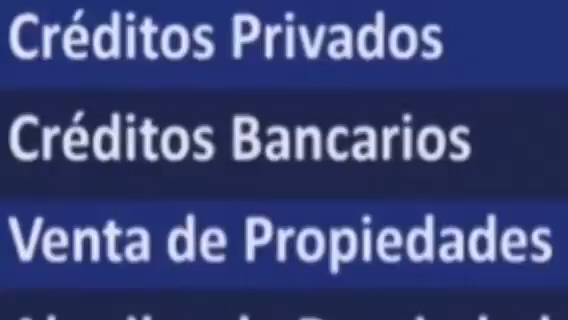 Créditos Privados
Créditos Bancarios
Venta de Propiedades